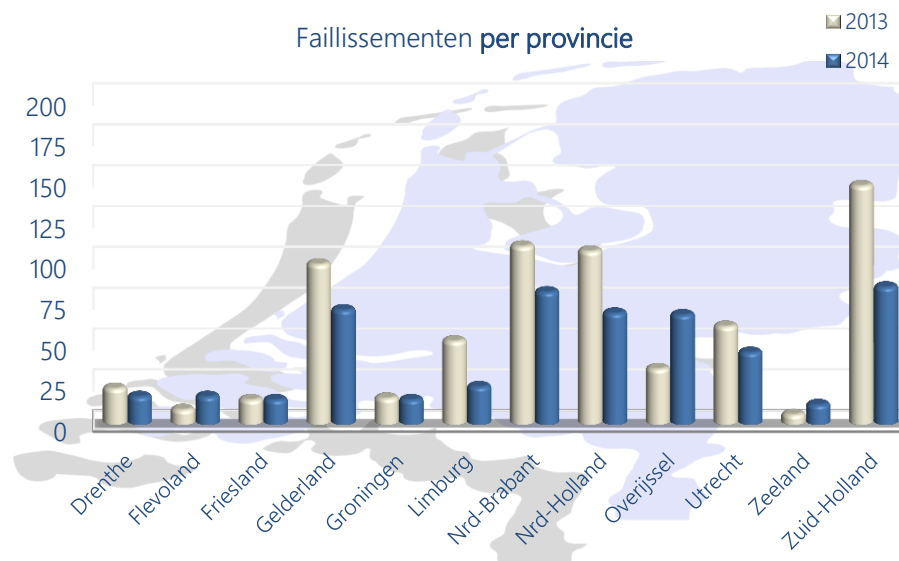 2013
Faillissementen per provincie
2014
200
175
150
125
100
75
50
25
0
Drenthe
Flevoland
Friesland
Gelderland
Groningen
Limburg
Nrd-Brabant
Nrd-Holland
Overijssel
Utrecht
Zeeland
Zuid-Holland